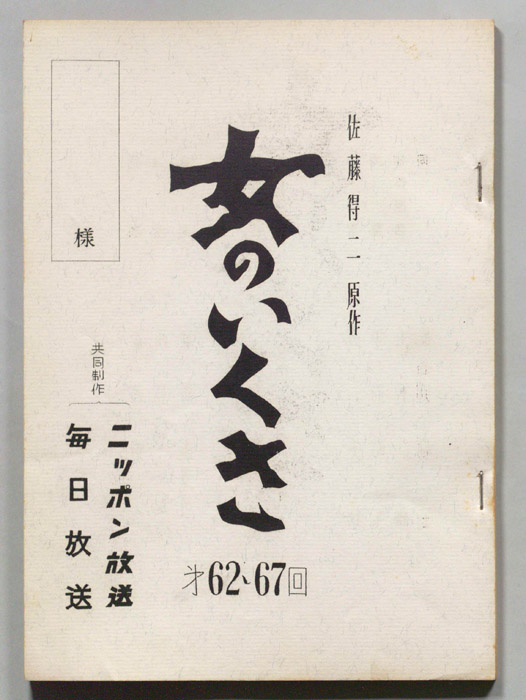 佐藤得二 原作
女のいくさ
才62〜67回
様
共同制作
ニッポン放送
毎日放送